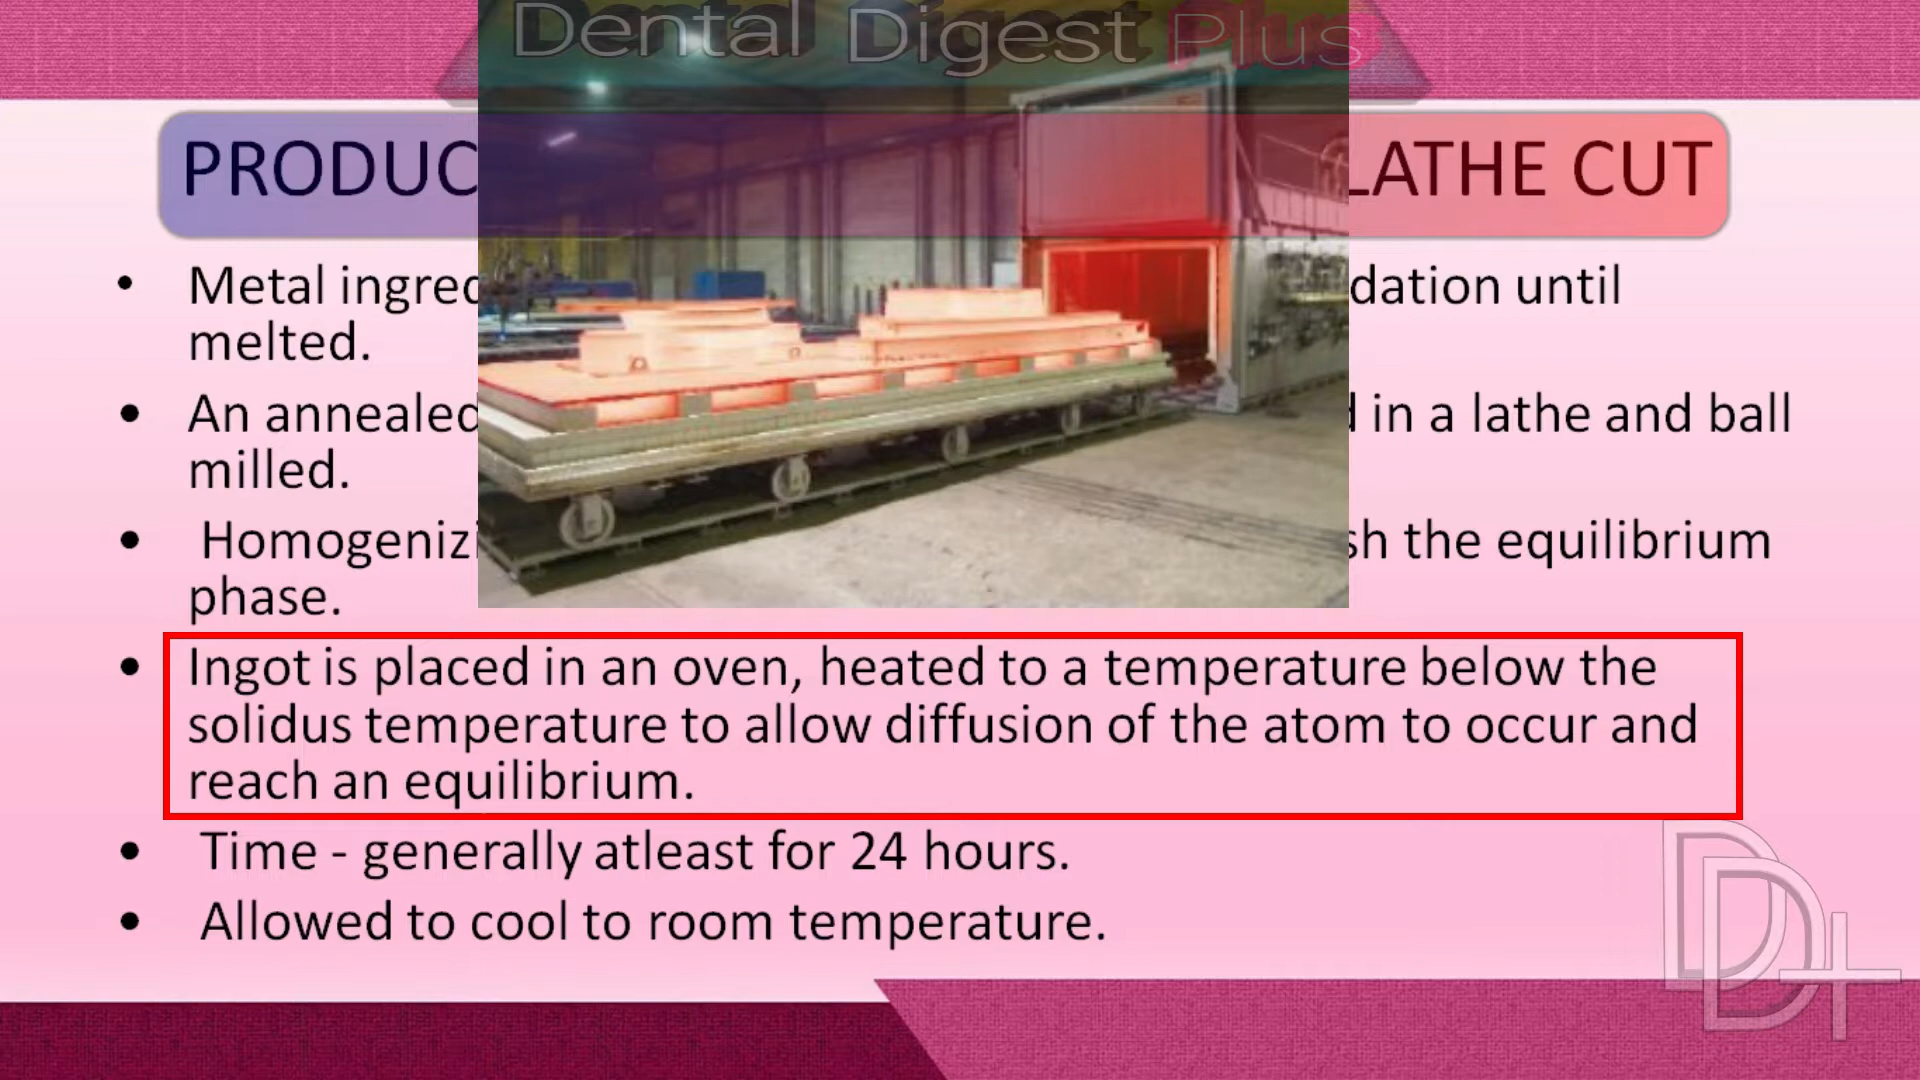 Dental Digest Plus
PRODUC LATHE CUT
• Metal ingred dation until
melted.
• An annealed d in a lathe and ball
milled.
• Homogenizi sh the equilibrium
phase.
• Ingot is placed in an oven, heated to a temperature below the
solidus temperature to allow diffusion of the atom to occur and
reach an equilibrium.
• Time - generally atleast for 24 hours.
• Allowed to cool to room temperature.
DD+